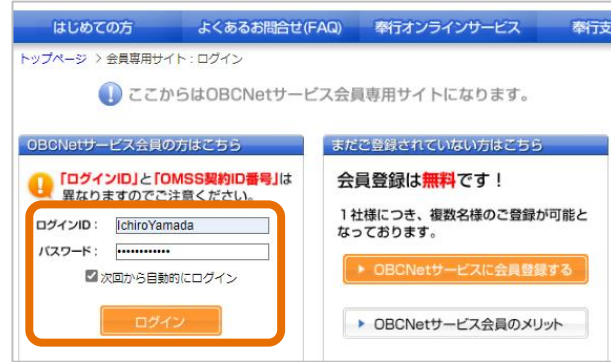 はじめての方 よくあるお問合せ(FAQ) 奉行オンラインサービス 奉行支
トップページ > 会員専用サイト:ログイン
ここからはOBCNetサービス会員専用サイトになります。
OBCNetサービス会員の方はこちら
「ログインID」と「OMSS契約ID番号」は
異なりますのでご注意ください。
ログインID: IchiroYamada
パスワード: ••••••••••••
次回から自動的にログイン
ログイン
まだご登録されていない方はこちら
会員登録は無料です!
1社様につき、複数名様のご登録が可能と
なっております。
OBCNetサービスに会員登録する
OBCNetサービス会員のメリット